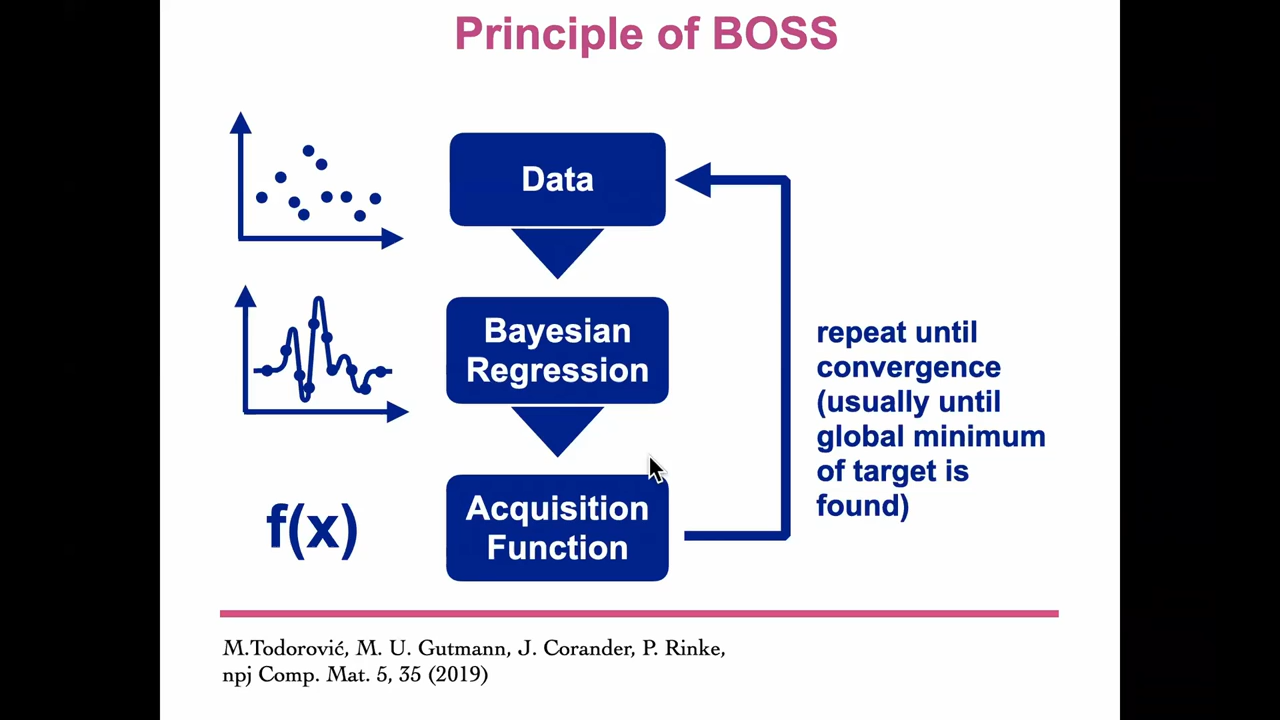 Principle of BOSS
Data
Bayesian
Regression
Acquisition
Function
f(x)
repeat until
convergence
(usually until
global minimum
of target is
found)
M.Todorović, M. U. Gutmann, J. Corander, P. Rinke,
npj Comp. Mat. 5, 35 (2019)